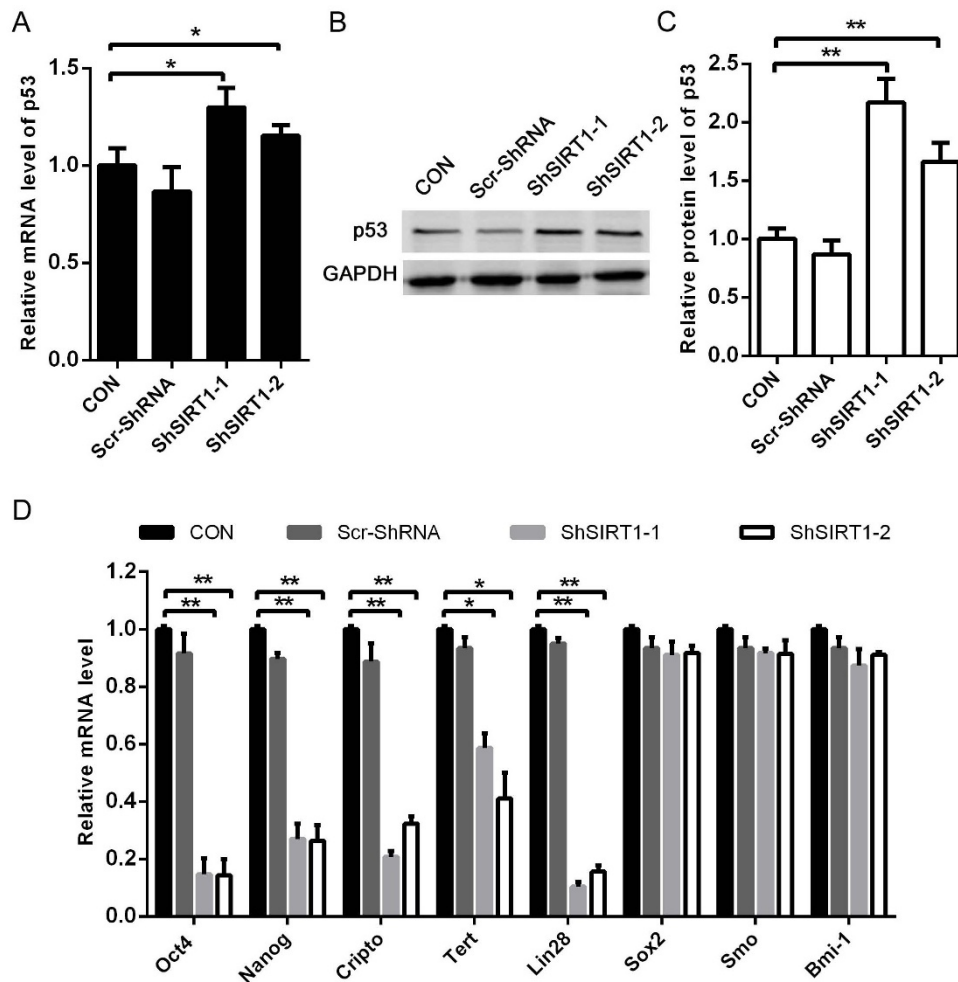 A
Relative mRNA level of p53
1.5
1.0
0.5
0.0
*
*
CON
Scr-ShRNA
ShSIRT1-1
ShSIRT1-2
B
CON
Scr-ShRNA
ShSIRT1-1
ShSIRT1-2
p53
GAPDH
C
Relative protein level of p53
2.5
2.0
1.5
1.0
0.5
0.0
**
**
CON
Scr-ShRNA
ShSIRT1-1
ShSIRT1-2
D
CON
Scr-ShRNA
ShSIRT1-1
ShSIRT1-2
Relative mRNA level
1.2
1.0
0.8
0.6
0.4
0.2
0.0
** ** ** * **
** ** ** * **
Oct4
Nanog
Cripto
Tert
Lin28
Sox2
Smo
Bmi-1